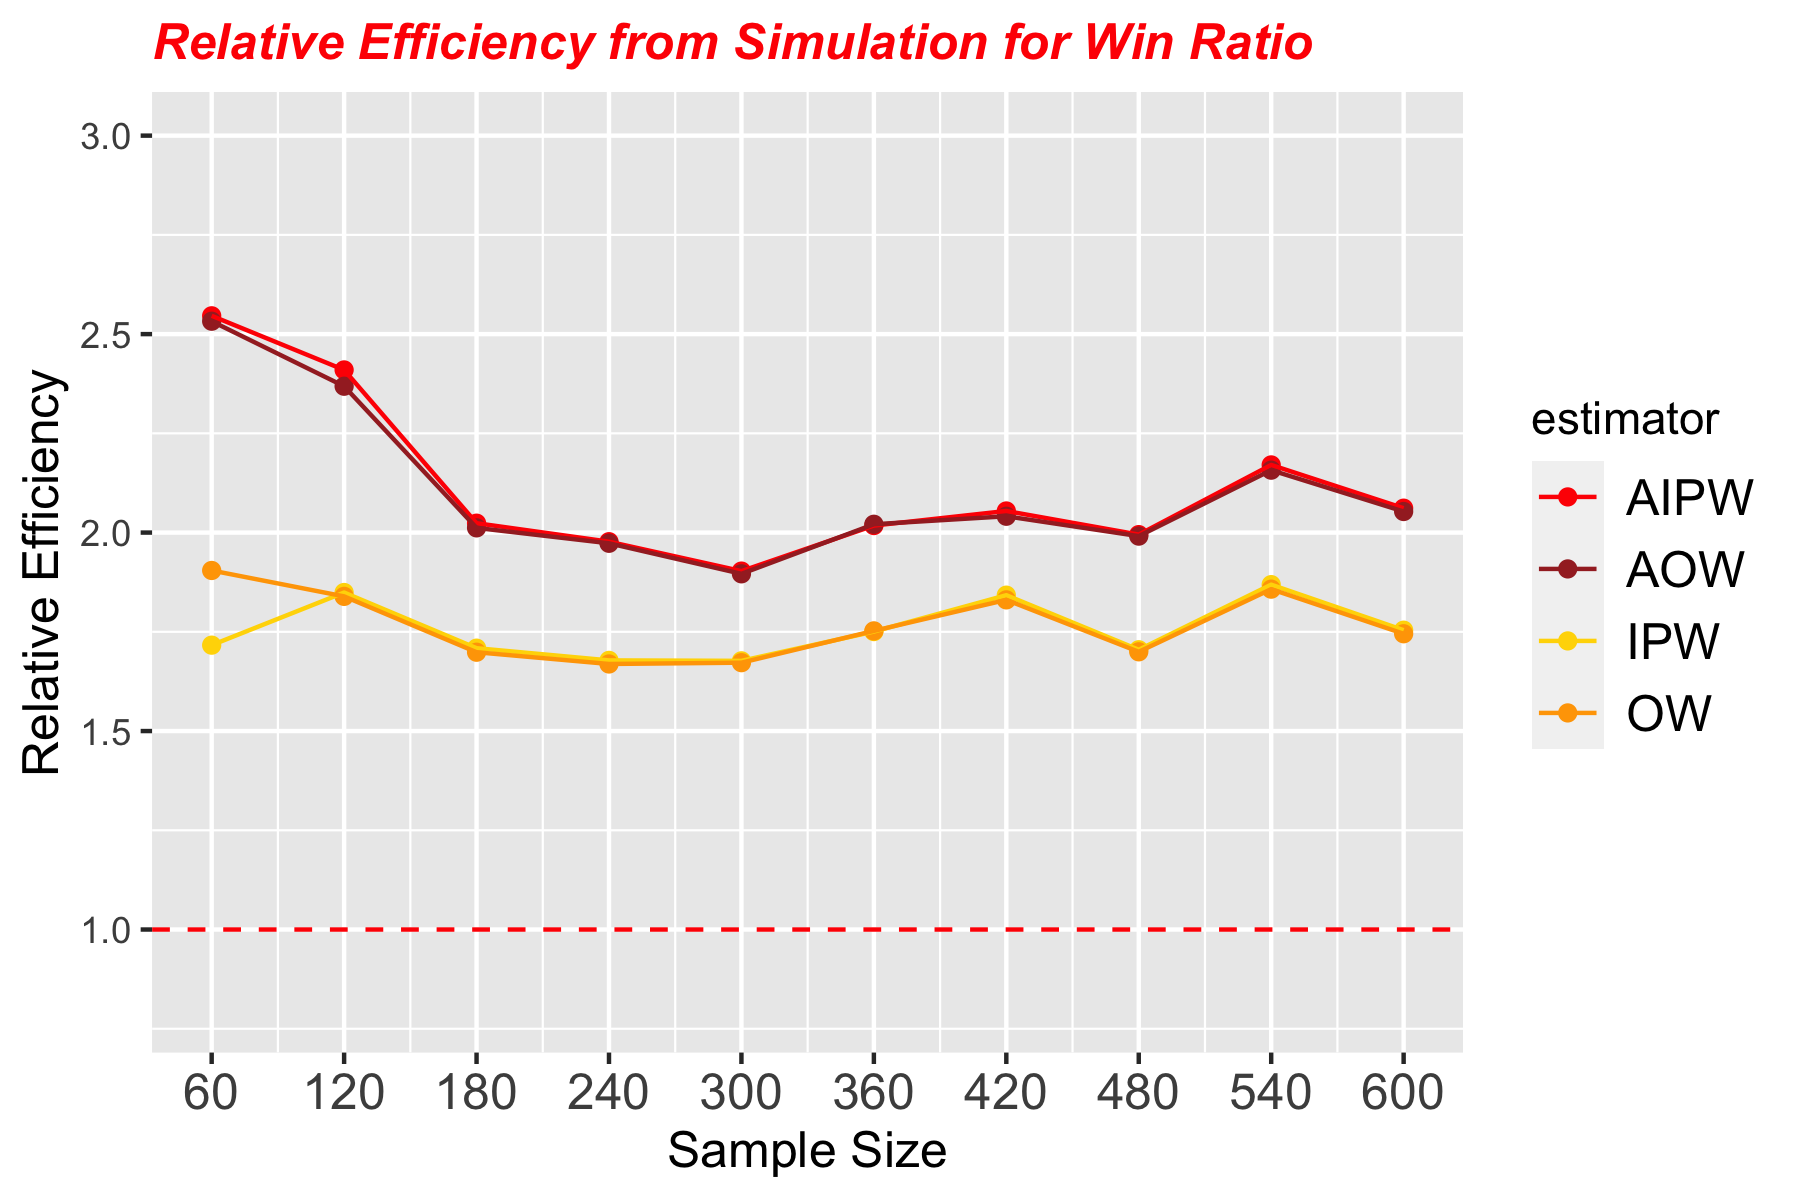 Relative Efficiency from Simulation for Win Ratio
Relative Efficiency
3.0
2.5
2.0
1.5
1.0
60 120 180 240 300 360 420 480 540 600
Sample Size
estimator
AIPW
AOW
IPW
OW